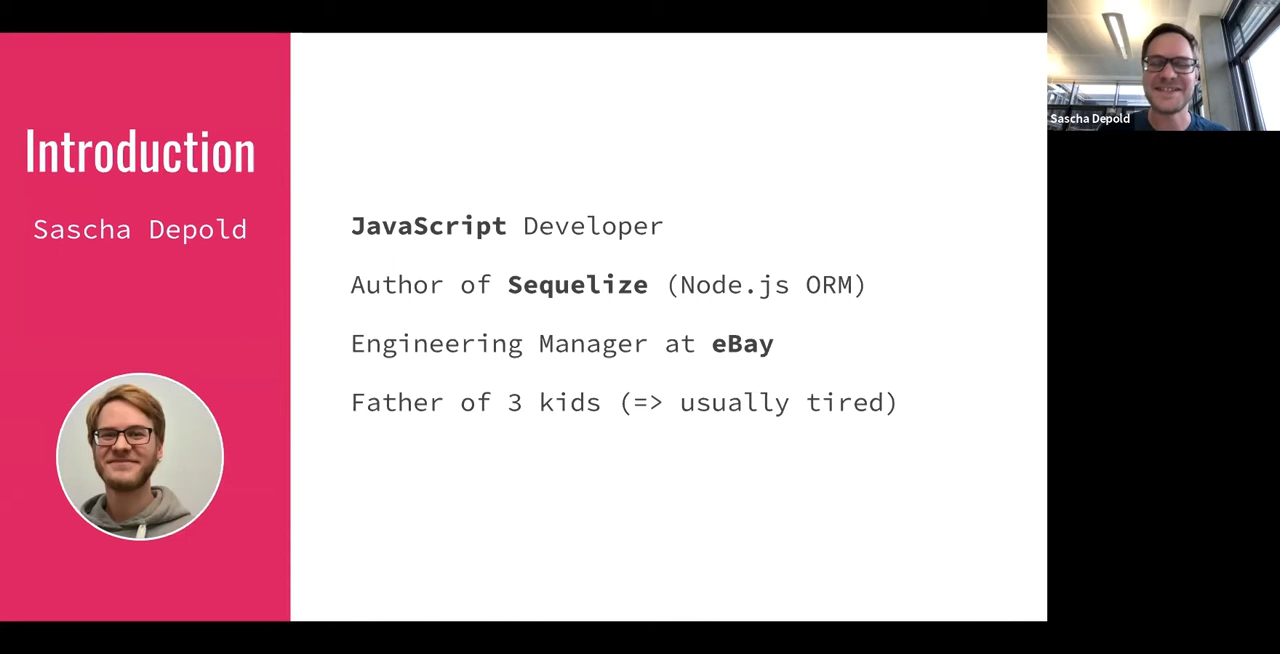 Introduction
Sascha Depold
JavaScript Developer
Author of Sequelize (Node.js ORM)
Engineering Manager at eBay
Father of 3 kids (=> usually tired)
Sascha Depold